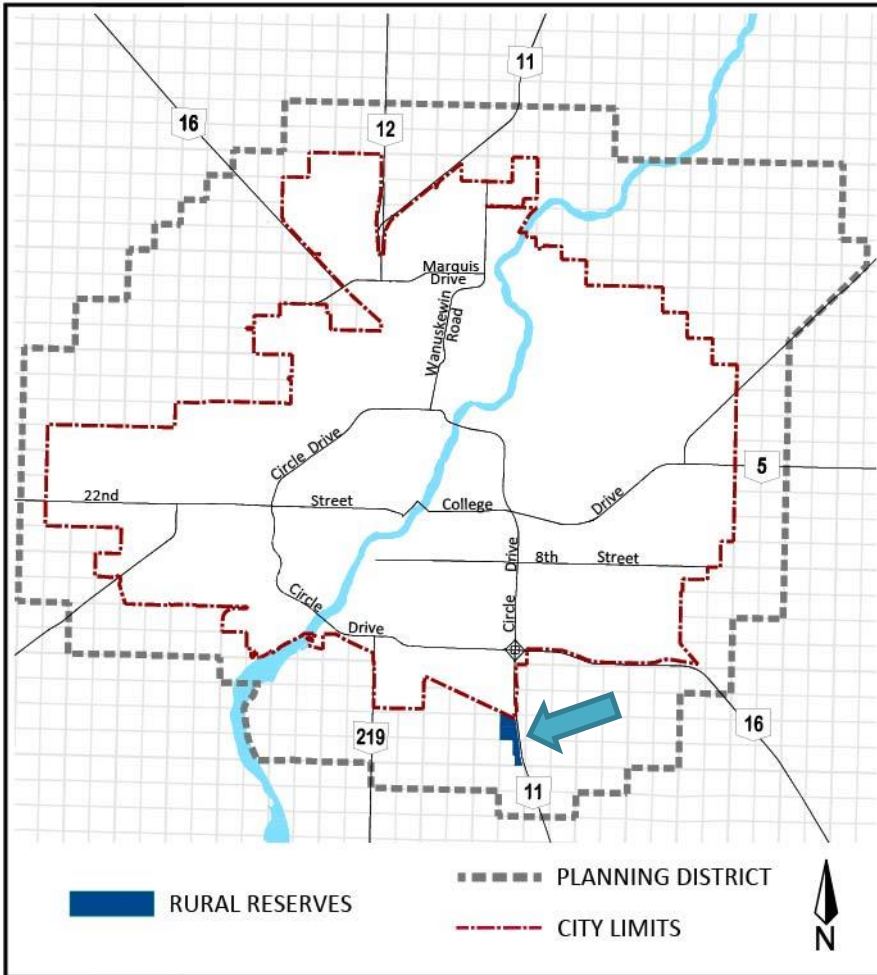 11
16
12
Marquis
Drive
Wanuskewin
Road
Circle Drive
Drive
5
22nd Street College
Drive
8th Street
Circle
Circle Drive
16
219
11
RURAL RESERVES
PLANNING DISTRICT
CITY LIMITS
N